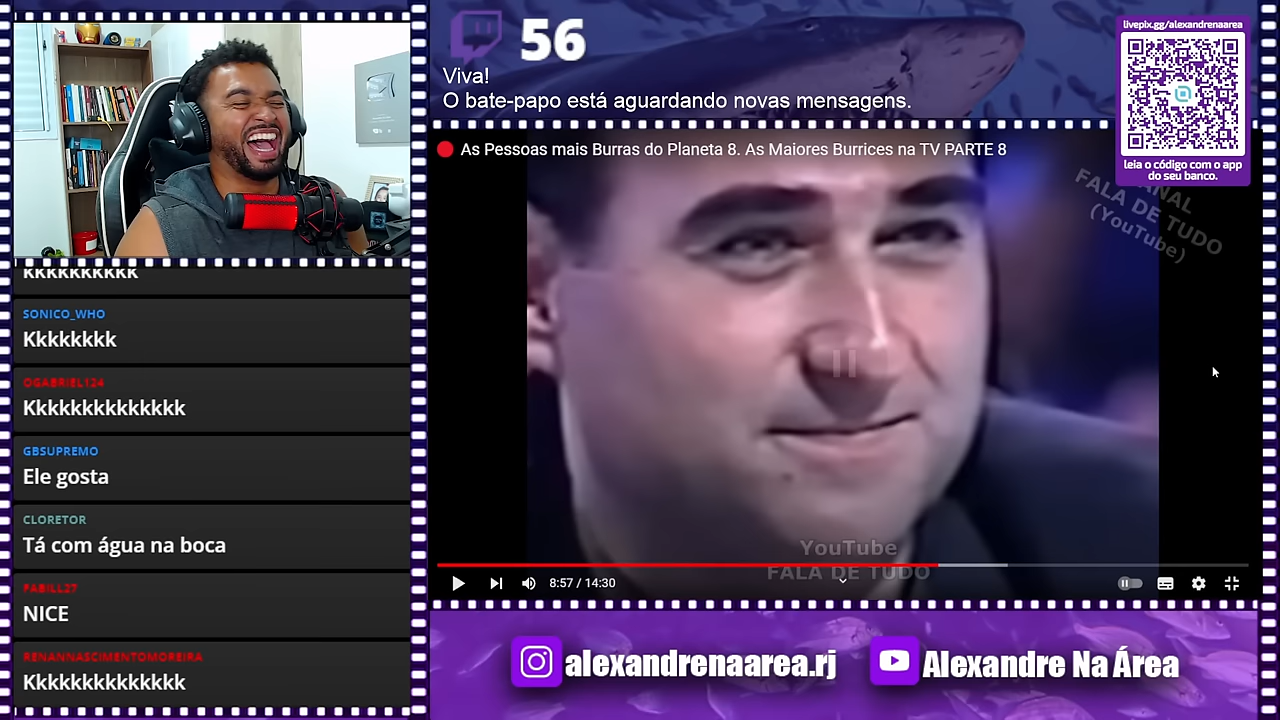 56
Viva!
O bate-papo está aguardando novas mensagens.
livepix.gg/alexandrenaarea
leia o código com o app
do seu banco.
As Pessoas mais Burras do Planeta 8. As Maiores Burrices na TV PARTE 8
FALA DE TUDO
(YouTube)
kkkkkkkkkk
SONICO_WHO
Kkkkkkkk
OGABRIEL124
Kkkkkkkkkkkkkk
GBSUPREMO
Ele gosta
CLORETOR
Tá com água na boca
FABILL27
NICE
RENANNASCIMENTOMOREIRA
Kkkkkkkkkkkkkk
YouTube
FALA DE TUDO
8:57 / 14:30
alexandrenaarea.rj
Alexandre Na Área